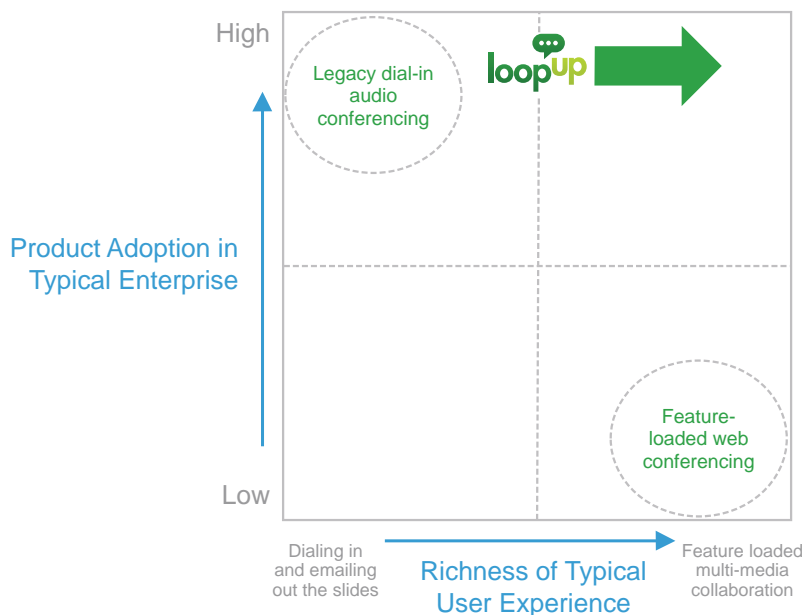 High
Legacy dial-in
audio
conferencing
loopup
Product Adoption in
Typical Enterprise
Feature-
loaded web
conferencing
Low
Dialing in
and emailing
out the slides
Richness of Typical
User Experience
Feature loaded
multi-media
collaboration